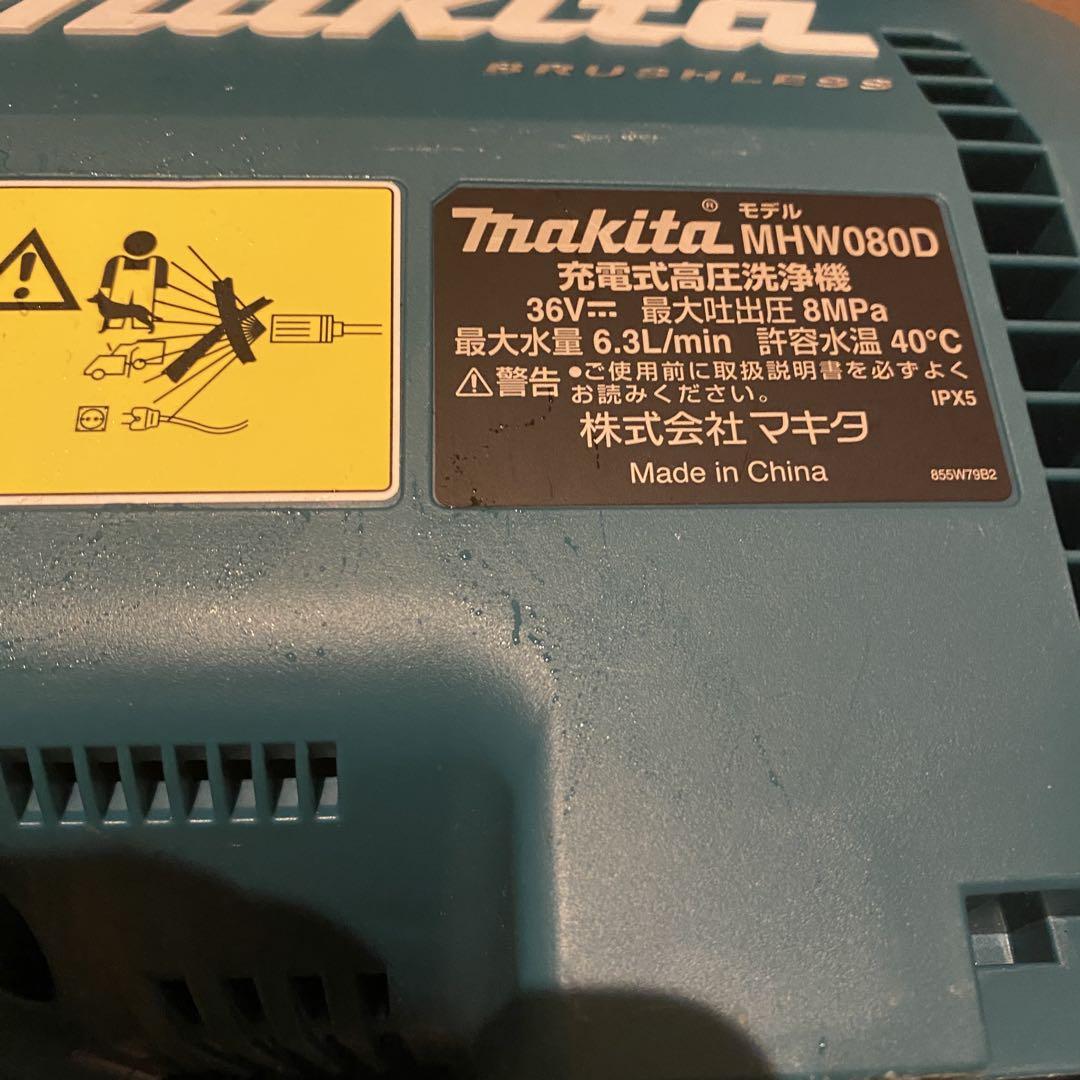 makita
BRUSHLESS
makita® モデル MHW080D
充電式高圧洗浄機
36V⎓ 最大吐出圧 8MPa
最大水量 6.3L/min 許容水温 40°C
⚠警告 ●ご使用前に取扱説明書を必ずよく
お読みください。 IPX5
株式会社 マキタ
Made in China 855W79B2